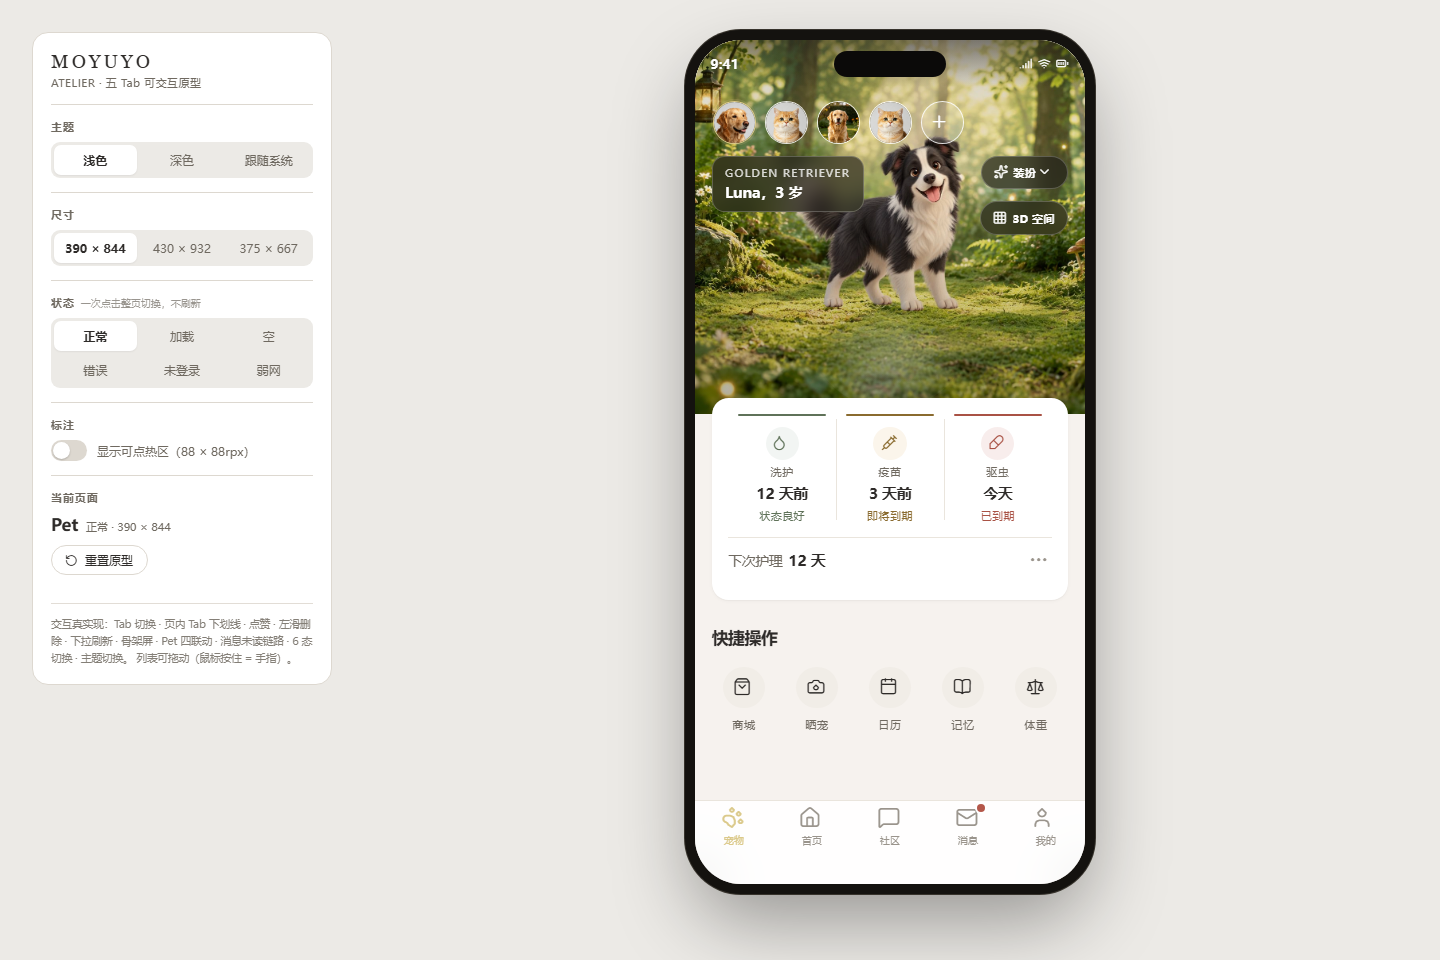 MOYUYO
ATELIER · 五 Tab 可交互原型
主题
浅色 深色 跟随系统
尺寸
390 × 844 430 × 932 375 × 667
状态 一次点击整页切换，不刷新
正常 加载 空
错误 未登录 弱网
标注
显示可点热区（88 × 88rpx）
当前页面
Pet 正常 · 390 × 844
重置原型
交互真实现：Tab 切换 · 页内 Tab 下划线 · 点赞 · 左滑删
除 · 下拉刷新 · 骨架屏 · Pet 四联动 · 消息未读链路 · 6 态
切换 · 主题切换。 列表可拖动（鼠标按住 = 手指）。
9:41
GOLDEN RETRIEVER
Luna，3 岁
装扮
3D 空间
洗护 疫苗 驱虫
12 天前 3 天前 今天
状态良好 即将到期 已到期
下次护理 12 天
快捷操作
商城 晒宠 日历 记忆 体重
宠物 首页 社区 消息 我的